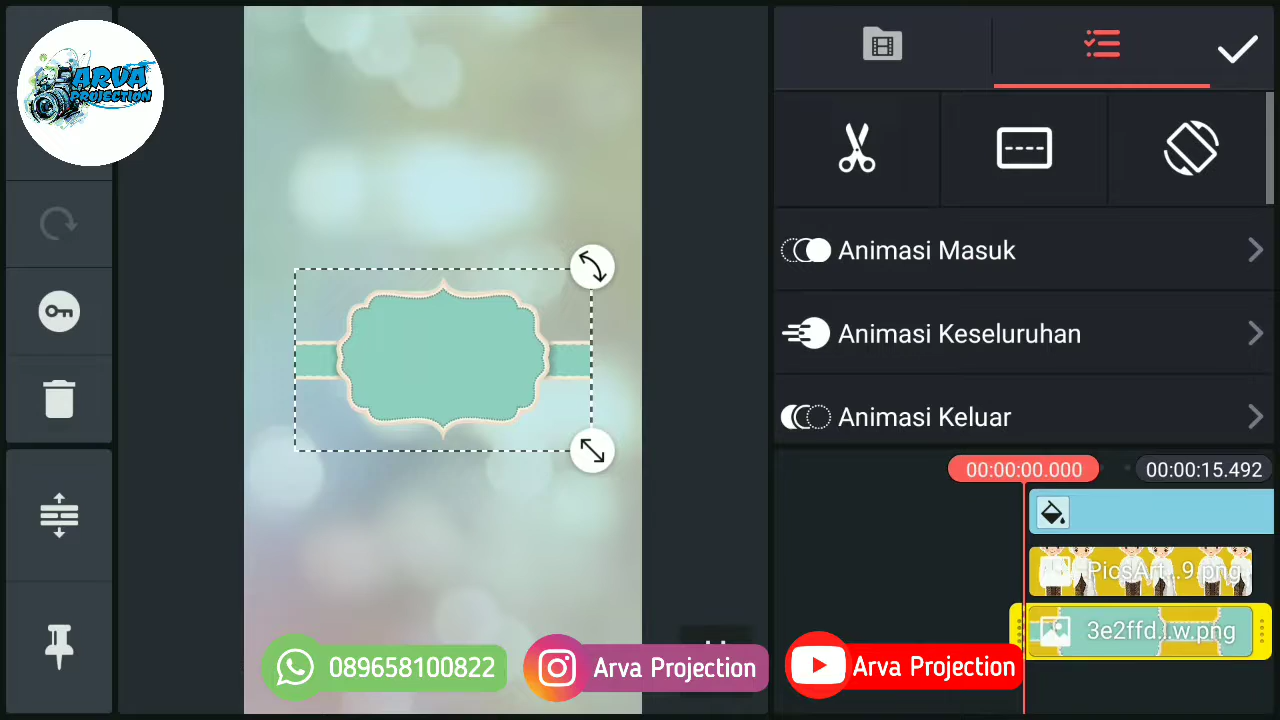 ARVA
PROJECTION
Animasi Masuk
Animasi Keseluruhan
Animasi Keluar
00:00:00.000
00:00:15.492
PicsArt...9.png
3e2ffd.l.w.png
089658100822
Arva Projection
Arva Projection